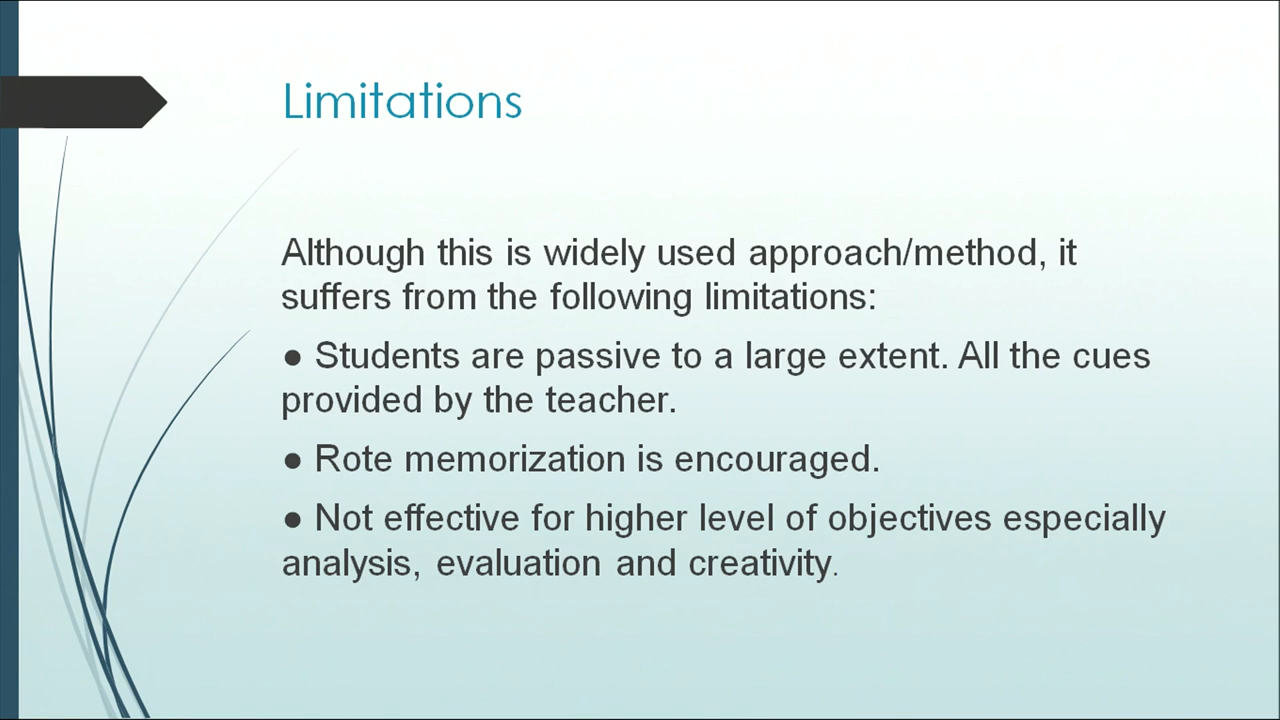 Limitations
Although this is widely used approach/method, it
suffers from the following limitations:
● Students are passive to a large extent. All the cues
provided by the teacher.
● Rote memorization is encouraged.
● Not effective for higher level of objectives especially
analysis, evaluation and creativity.